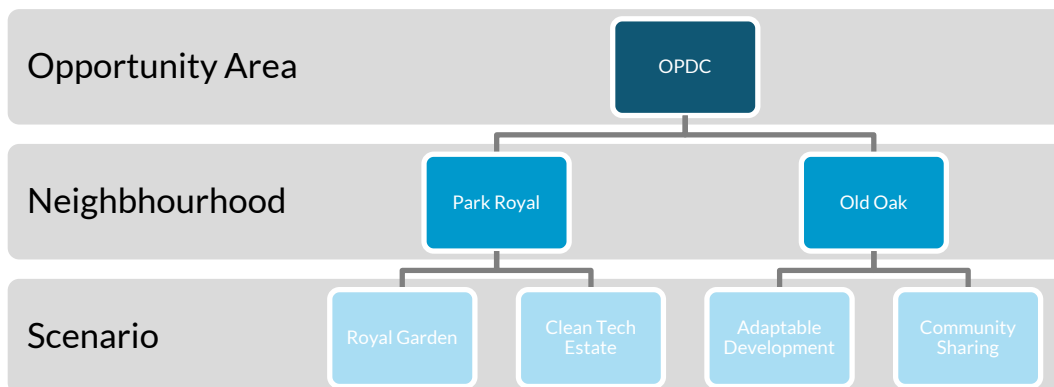 Opportunity Area
OPDC
Neighbhourhood
Park Royal
Old Oak
Scenario
Royal Garden
Clean Tech
Estate
Adaptable
Development
Community
Sharing